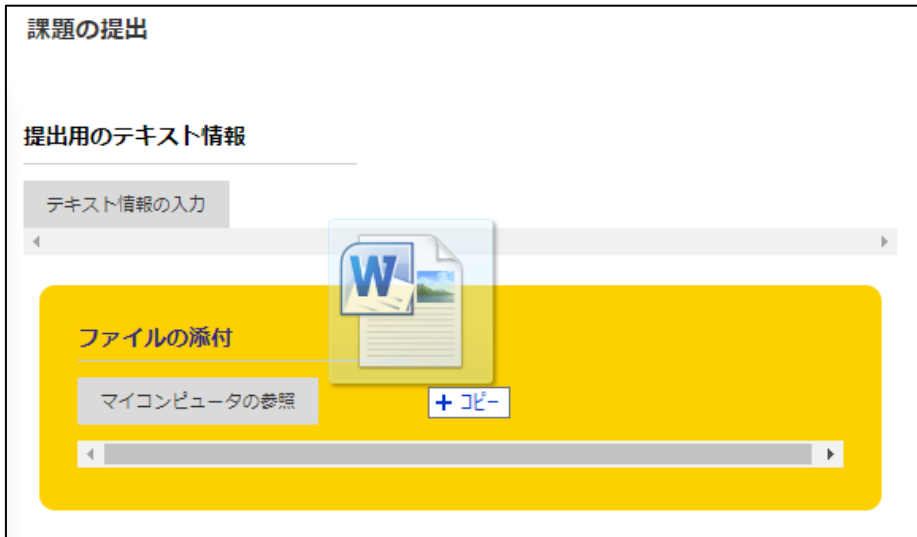 課題の提出
提出用のテキスト情報
テキスト情報の入力
W
ファイルの添付
マイコンピュータの参照
+ コピー